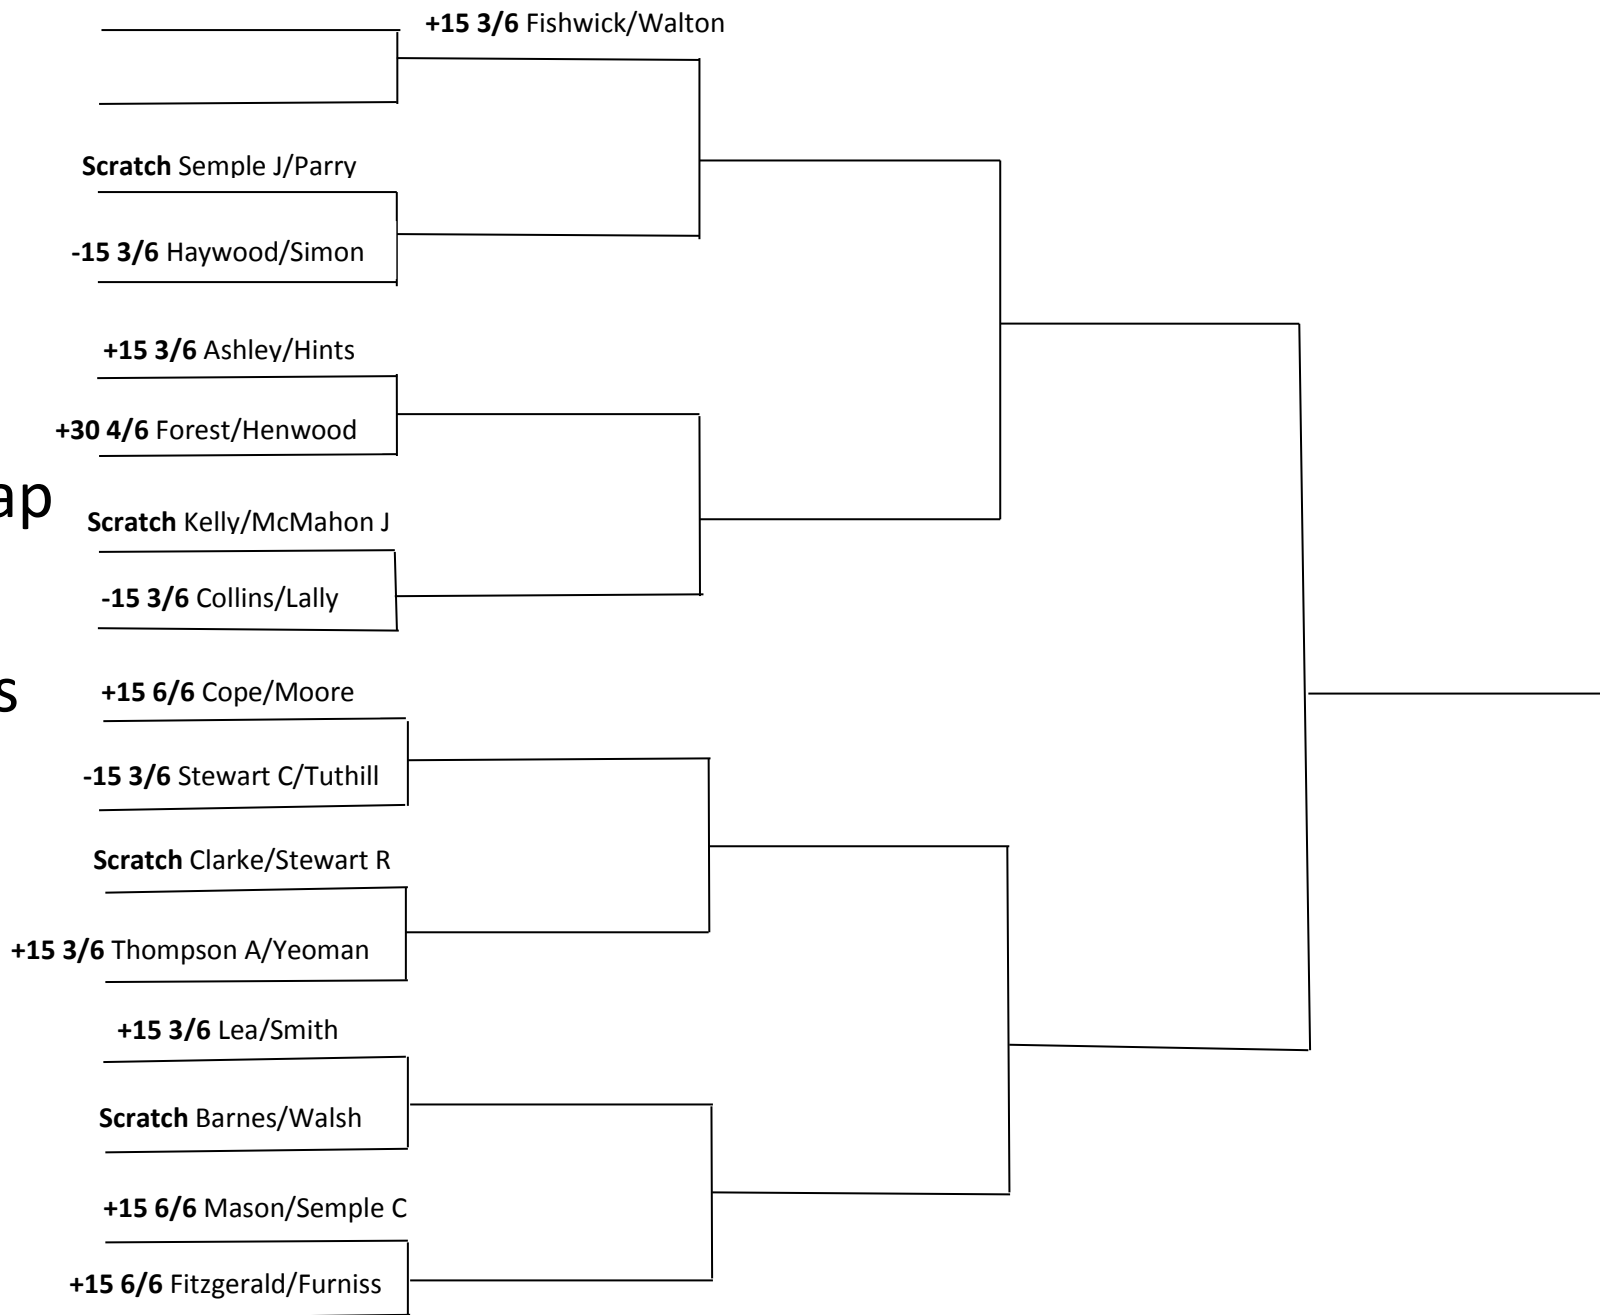 +15 3/6 Fishwick/Walton
Scratch Semple J/Parry
-15 3/6 Haywood/Simon
+15 3/6 Ashley/Hints
+30 4/6 Forest/Henwood
ap
Scratch Kelly/McMahon J
-15 3/6 Collins/Lally
s
+15 6/6 Cope/Moore
-15 3/6 Stewart C/Tuthill
Scratch Clarke/Stewart R
+15 3/6 Thompson A/Yeoman
+15 3/6 Lea/Smith
Scratch Barnes/Walsh
+15 6/6 Mason/Semple C
+15 6/6 Fitzgerald/Furniss